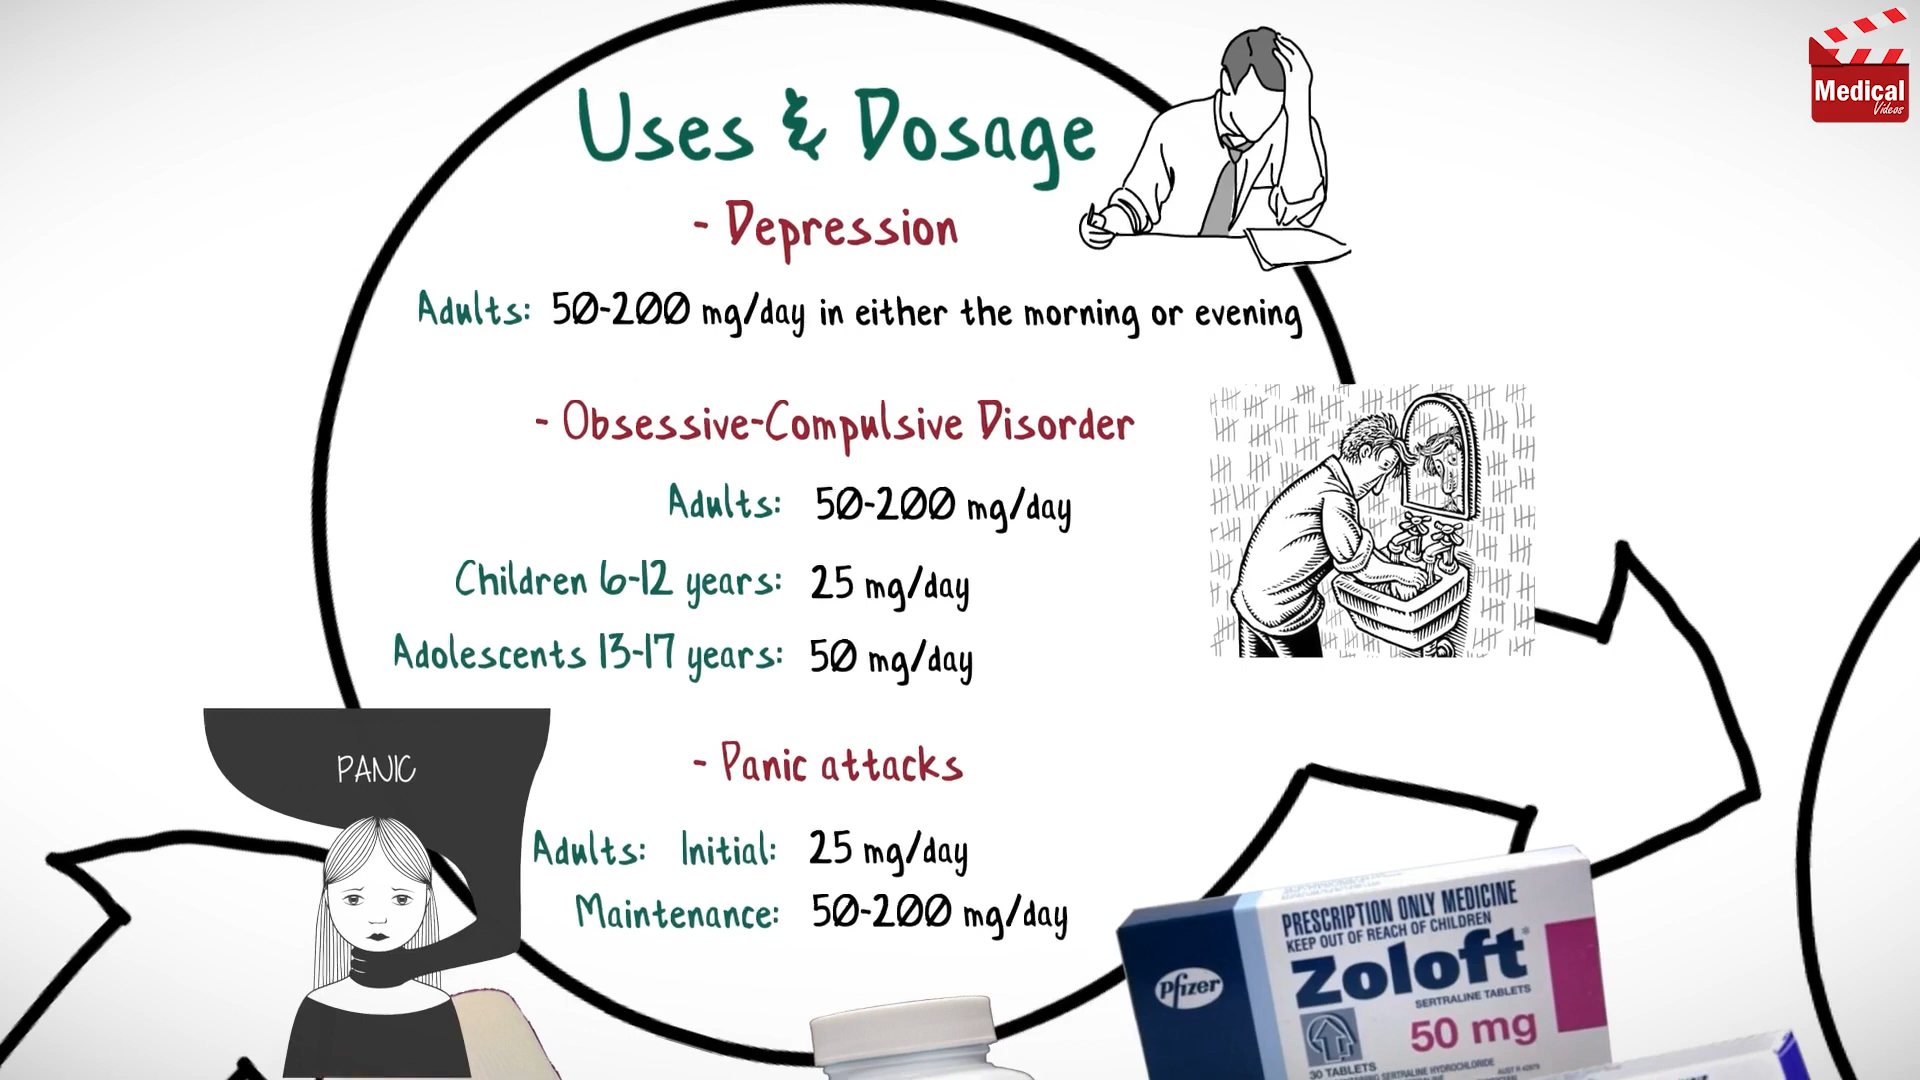 Medical
Videos
Uses & Dosage
- Depression
Adults: 50-200 mg/day in either the morning or evening
- Obsessive-Compulsive Disorder
Adults: 50-200 mg/day
Children 6-12 years: 25 mg/day
Adolescents 13-17 years: 50 mg/day
PANIC
- Panic attacks
Adults: Initial: 25 mg/day
Maintenance: 50-200 mg/day
PRESCRIPTION ONLY MEDICINE
KEEP OUT OF REACH OF CHILDREN
Zoloft
SERTRALINE TABLETS
Pfizer
50 mg
30 TABLETS